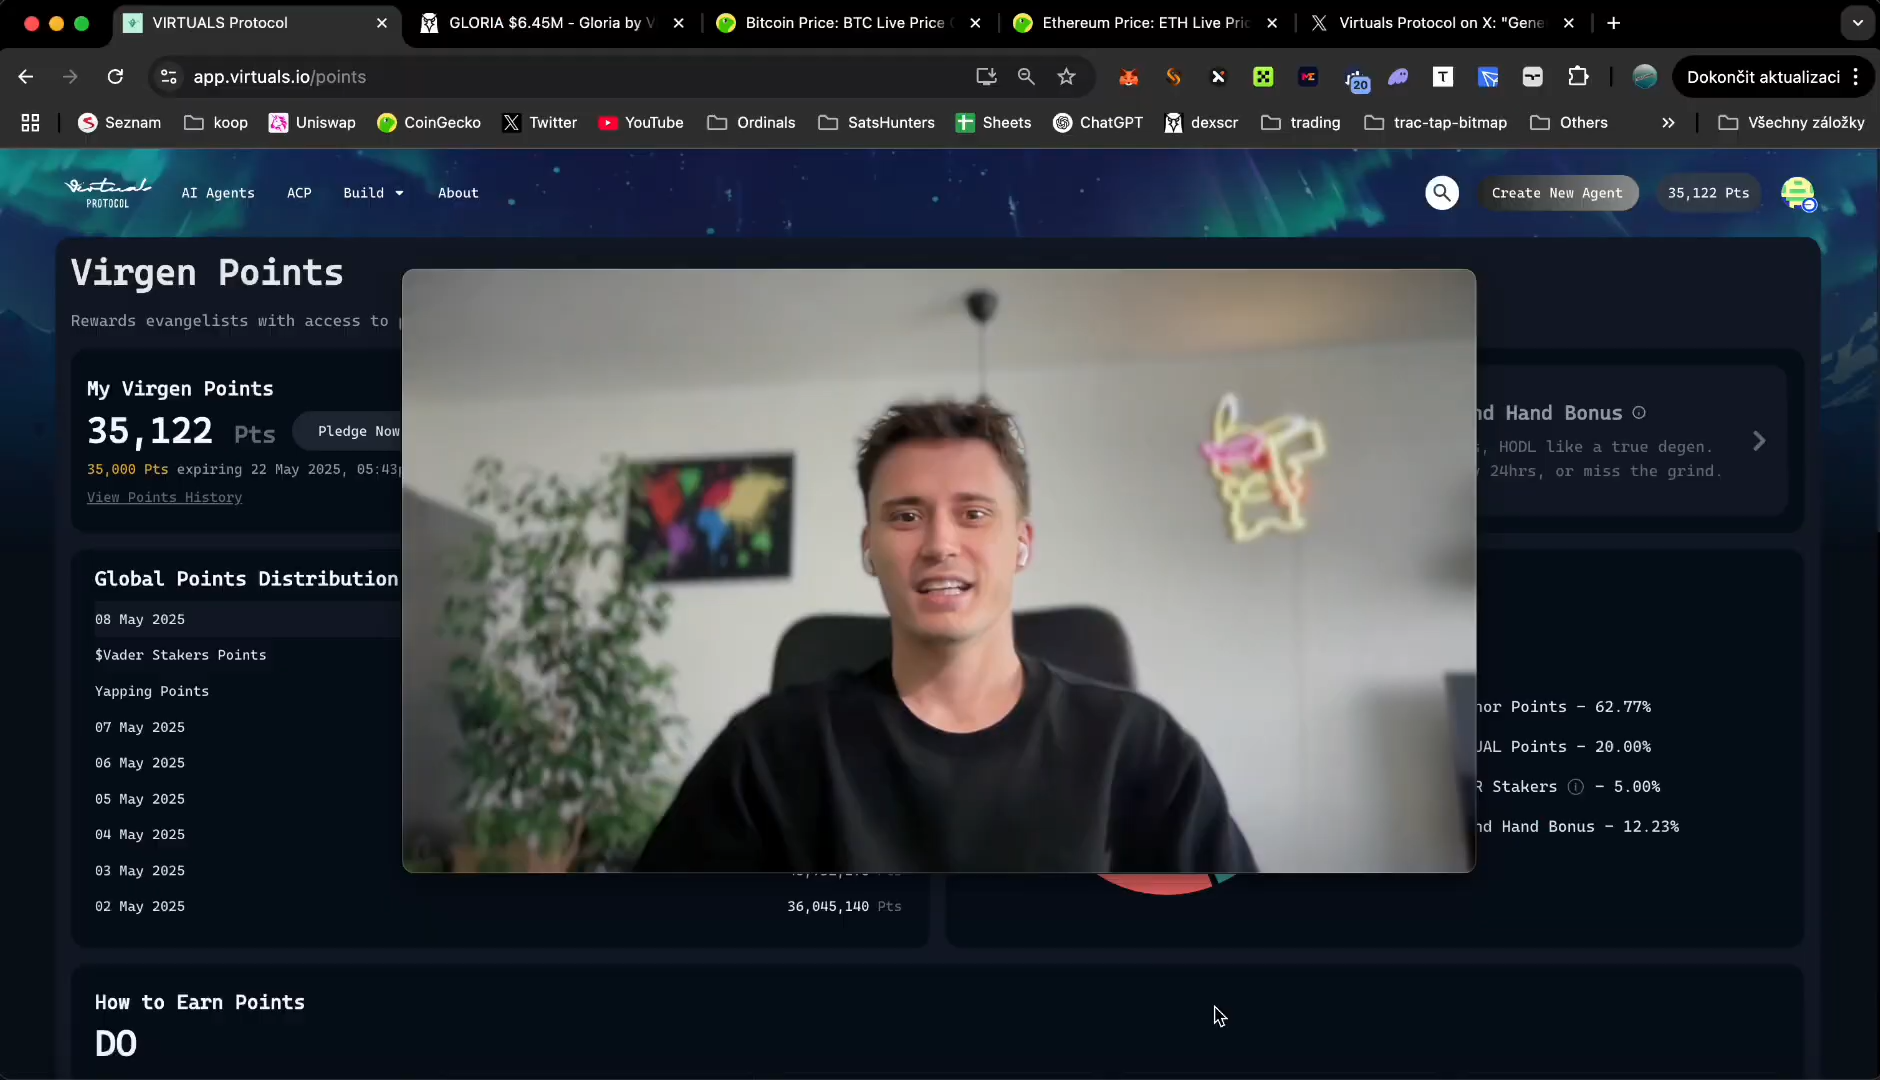 VIRTUALS Protocol
GLORIA $6.45M - Gloria by V
Bitcoin Price: BTC Live Price
Ethereum Price: ETH Live Pric
Virtuals Protocol on X: "Gene
app.virtuals.io/points
20
Dokončit aktualizaci
Seznam
koop
Uniswap
CoinGecko
Twitter
YouTube
Ordinals
SatsHunters
Sheets
ChatGPT
dexscr
trading
trac-tap-bitmap
Others
Všechny záložky
Virtuals
PROTOCOL
AI Agents
ACP
Build
About
Create New Agent
35,122 Pts
Virgen Points
Rewards evangelists with access to
My Virgen Points
35,122 Pts
Pledge Now
35,000 Pts expiring 22 May 2025, 05:43
View Points History
nd Hand Bonus
, HODL like a true degen.
24hrs, or miss the grind.
Global Points Distribution
08 May 2025
$Vader Stakers Points
Yapping Points
07 May 2025
06 May 2025
05 May 2025
04 May 2025
03 May 2025
02 May 2025
36,045,140 Pts
nor Points - 62.77%
UAL Points - 20.00%
R Stakers - 5.00%
nd Hand Bonus - 12.23%
How to Earn Points
DO